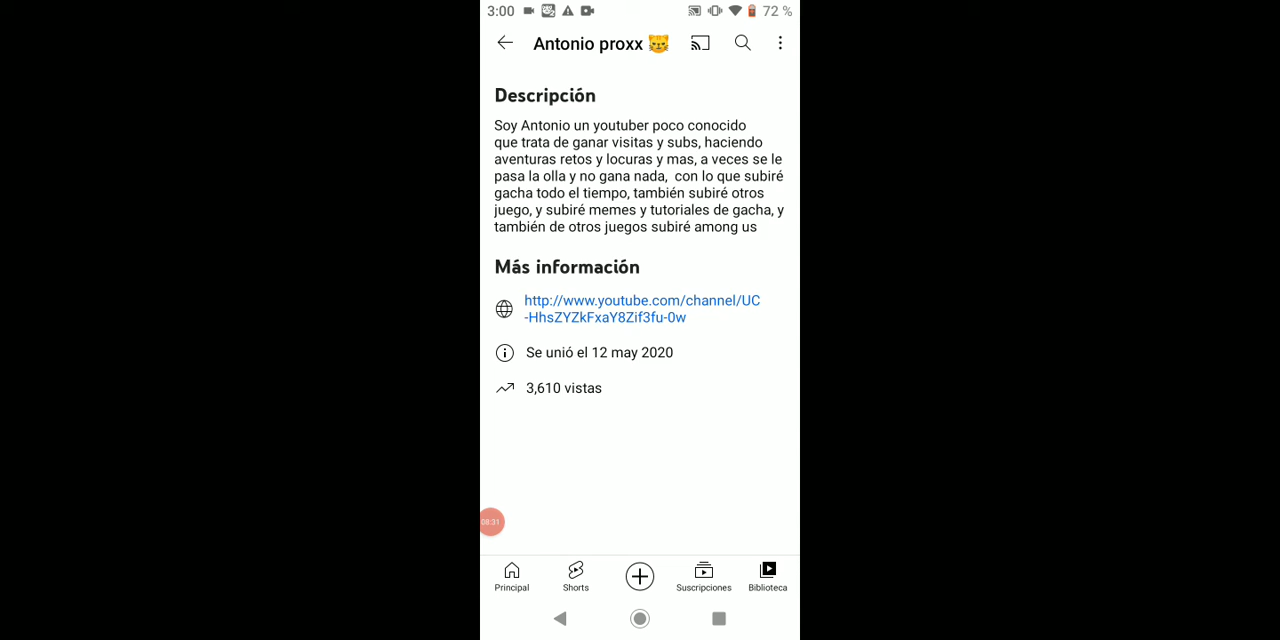 3:00 72 %
Antonio proxx 😼
Descripción
Soy Antonio un youtuber poco conocido
que trata de ganar visitas y subs, haciendo
aventuras retos y locuras y mas, a veces se le
pasa la olla y no gana nada,  con lo que subiré
gacha todo el tiempo, también subiré otros
juego, y subiré memes y tutoriales de gacha, y
también de otros juegos subiré among us
Más información
http://www.youtube.com/channel/UC
-HhsZYZkFxaY8Zif3fu-0w
Se unió el 12 may 2020
3,610 vistas
08:31
Principal Shorts Suscripciones Biblioteca